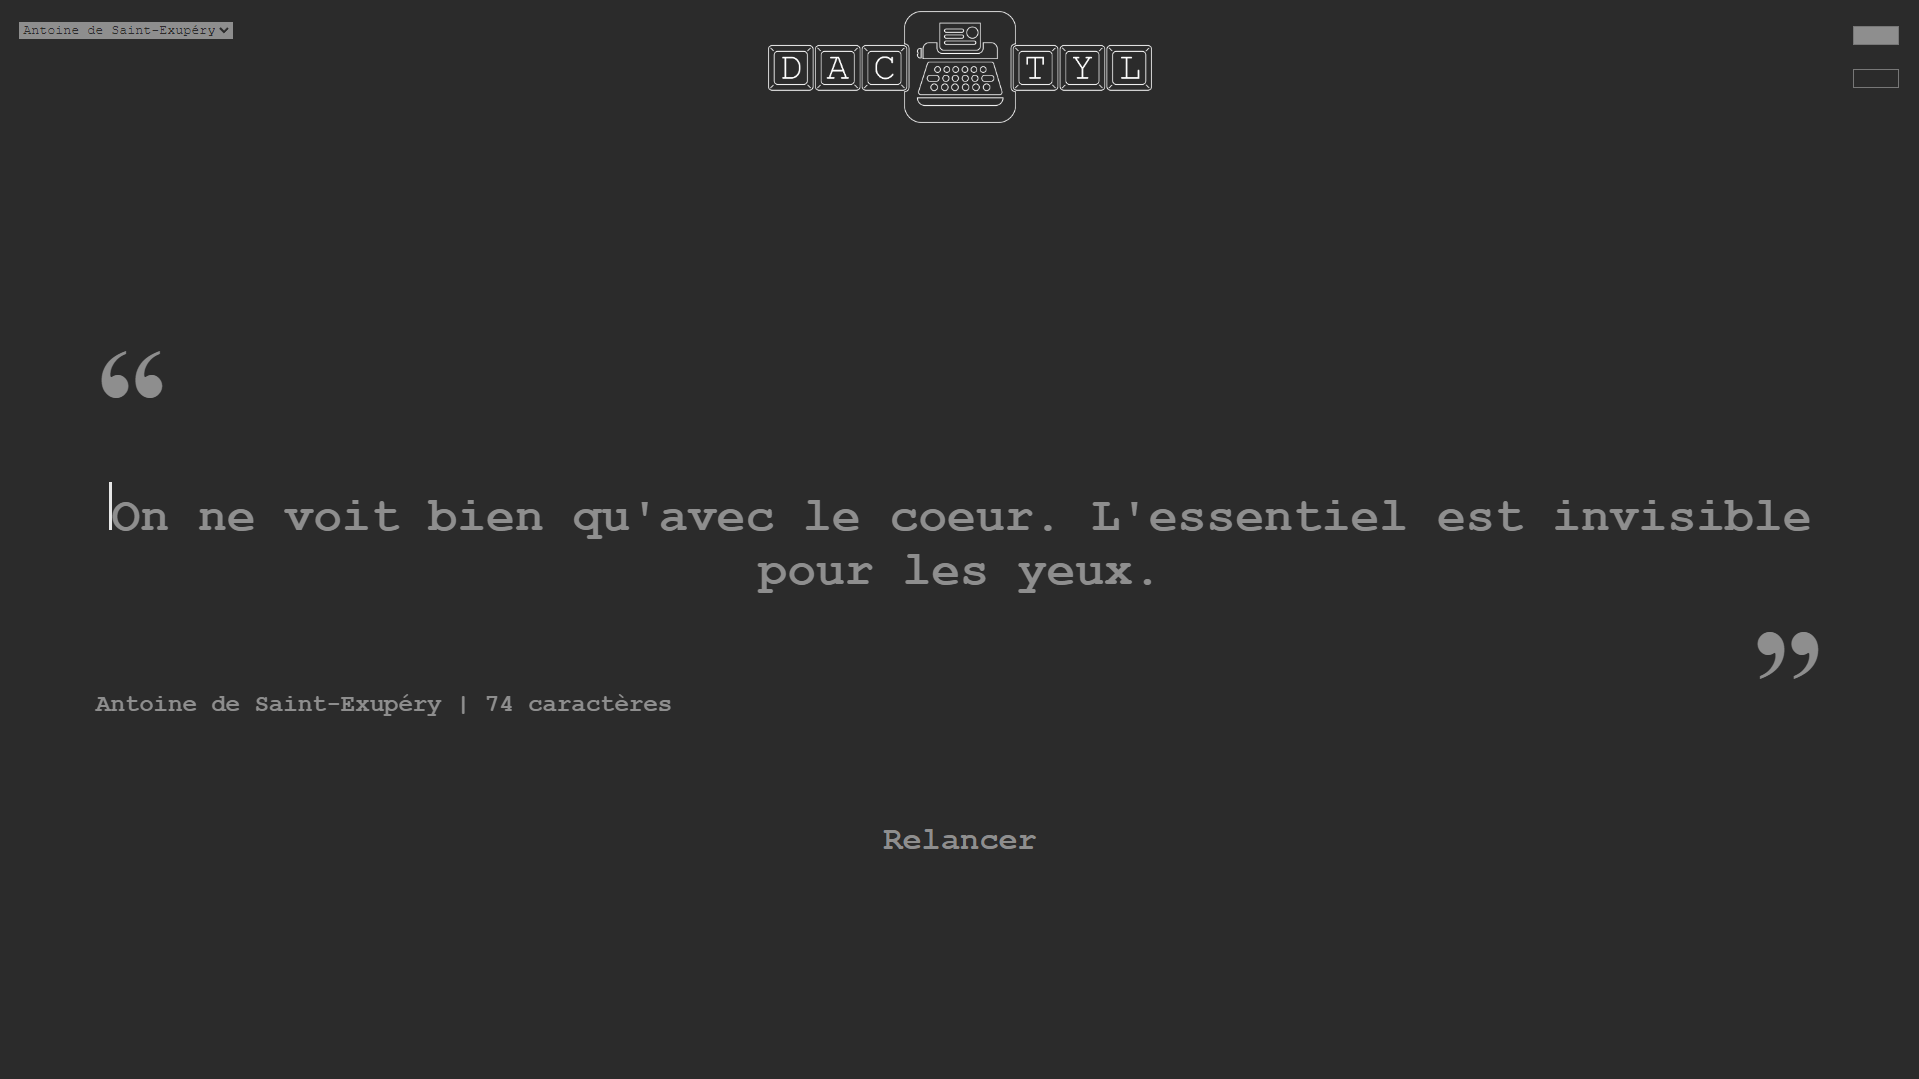 Antoine de Saint-Exupéry
DAC TYL
“
On ne voit bien qu'avec le coeur. L'essentiel est invisible
pour les yeux.
”
Antoine de Saint-Exupéry | 74 caractères
Relancer